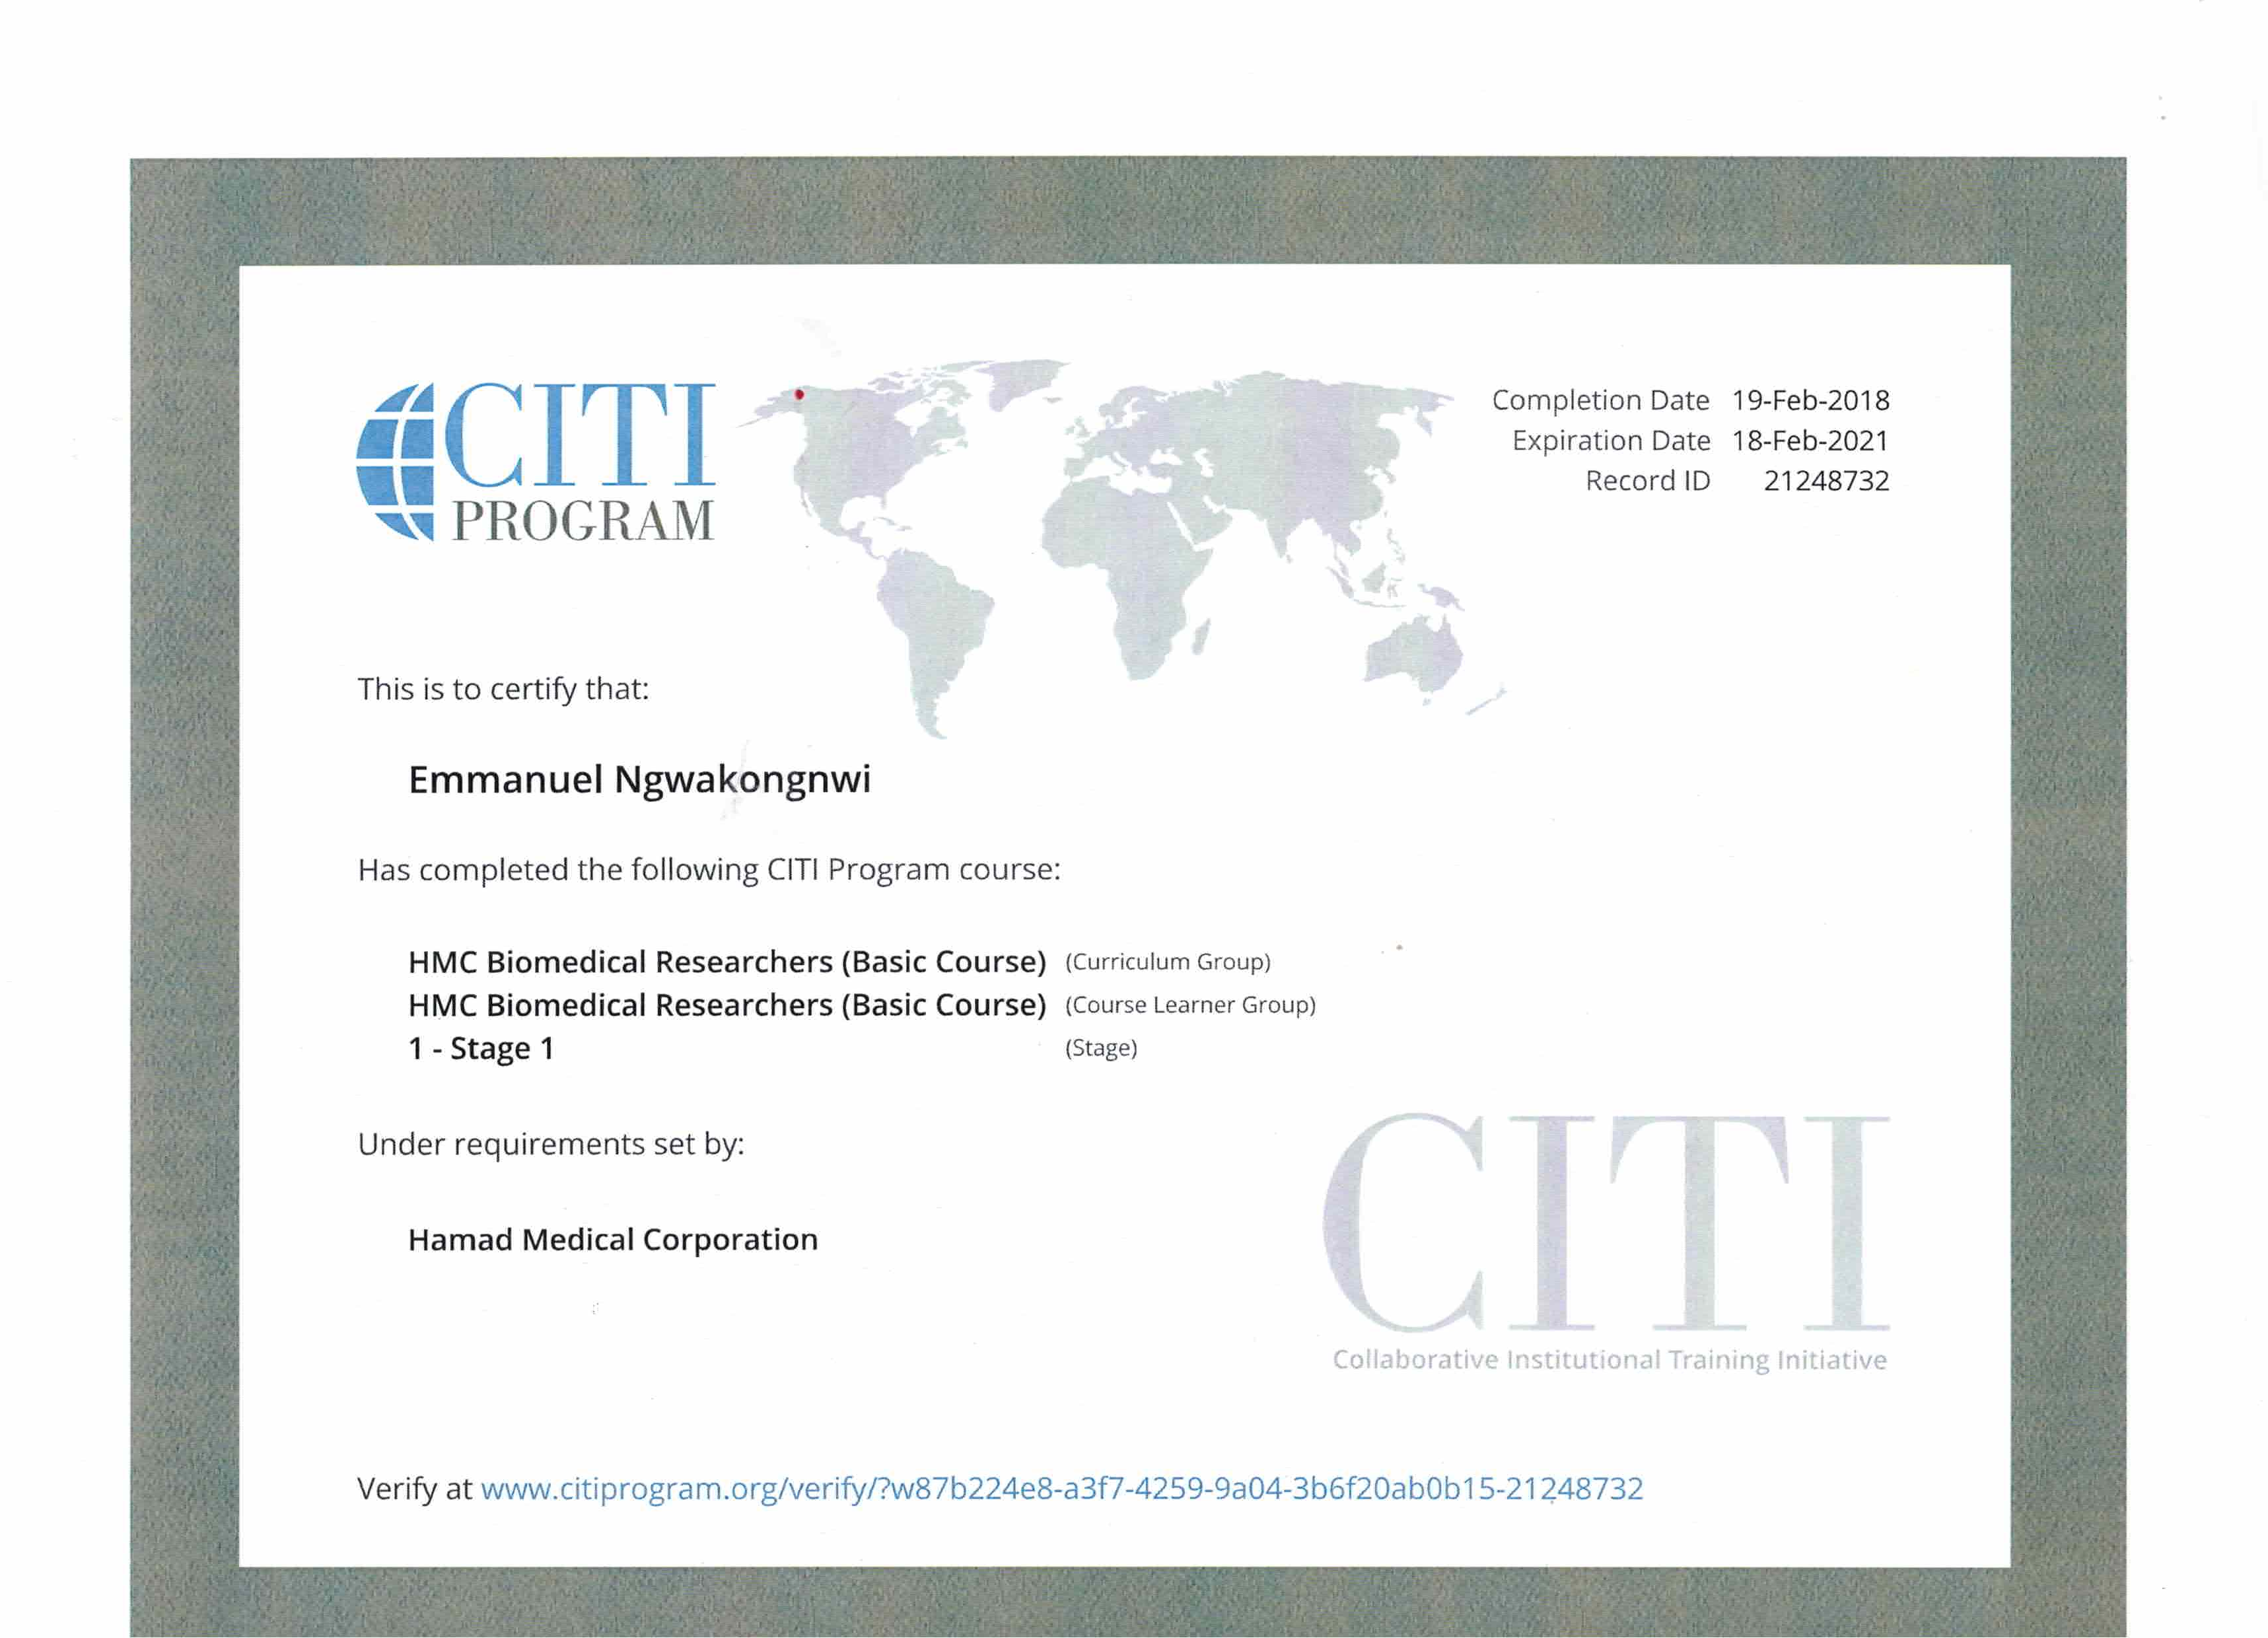 CITI
PROGRAM
Completion Date 19-Feb-2018
Expiration Date 18-Feb-2021
Record ID 21248732
This is to certify that:
Emmanuel Ngwakongnwi
Has completed the following CITI Program course:
HMC Biomedical Researchers (Basic Course) (Curriculum Group)
HMC Biomedical Researchers (Basic Course) (Course Learner Group)
1 - Stage 1 (Stage)
Under requirements set by:
Hamad Medical Corporation
CITI
Collaborative Institutional Training Initiative
Verify at www.citiprogram.org/verify/?w87b224e8-a3f7-4259-9a04-3b6f20ab0b15-21248732